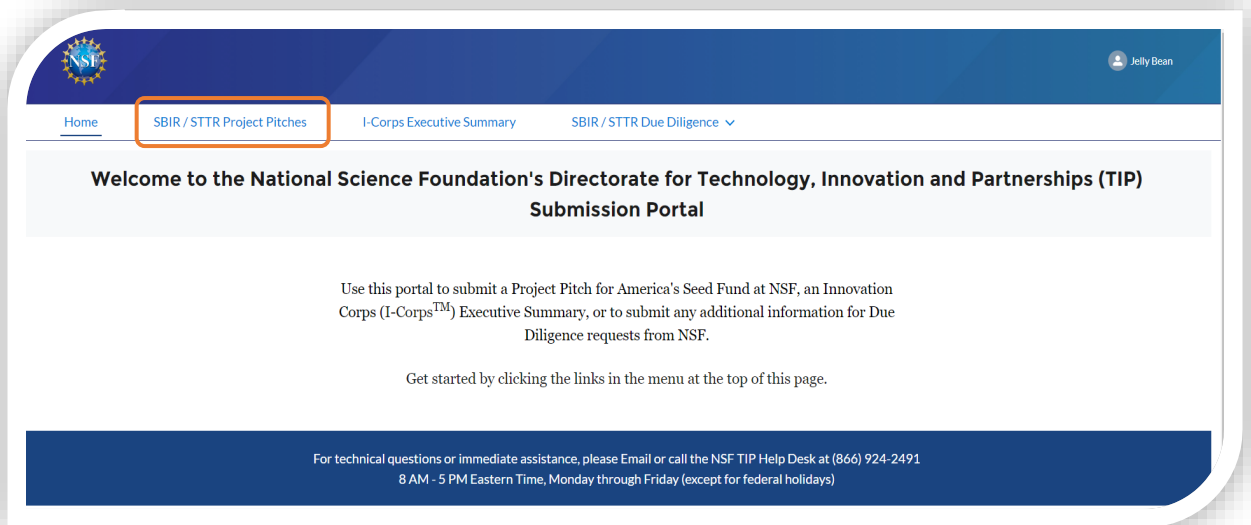 NSF
Jelly Bean
Home SBIR / STTR Project Pitches I-Corps Executive Summary SBIR / STTR Due Diligence
Welcome to the National Science Foundation's Directorate for Technology, Innovation and Partnerships (TIP)
Submission Portal
Use this portal to submit a Project Pitch for America's Seed Fund at NSF, an Innovation
Corps (I-Corps™) Executive Summary, or to submit any additional information for Due
Diligence requests from NSF.
Get started by clicking the links in the menu at the top of this page.
For technical questions or immediate assistance, please Email or call the NSF TIP Help Desk at (866) 924-2491
8 AM - 5 PM Eastern Time, Monday through Friday (except for federal holidays)